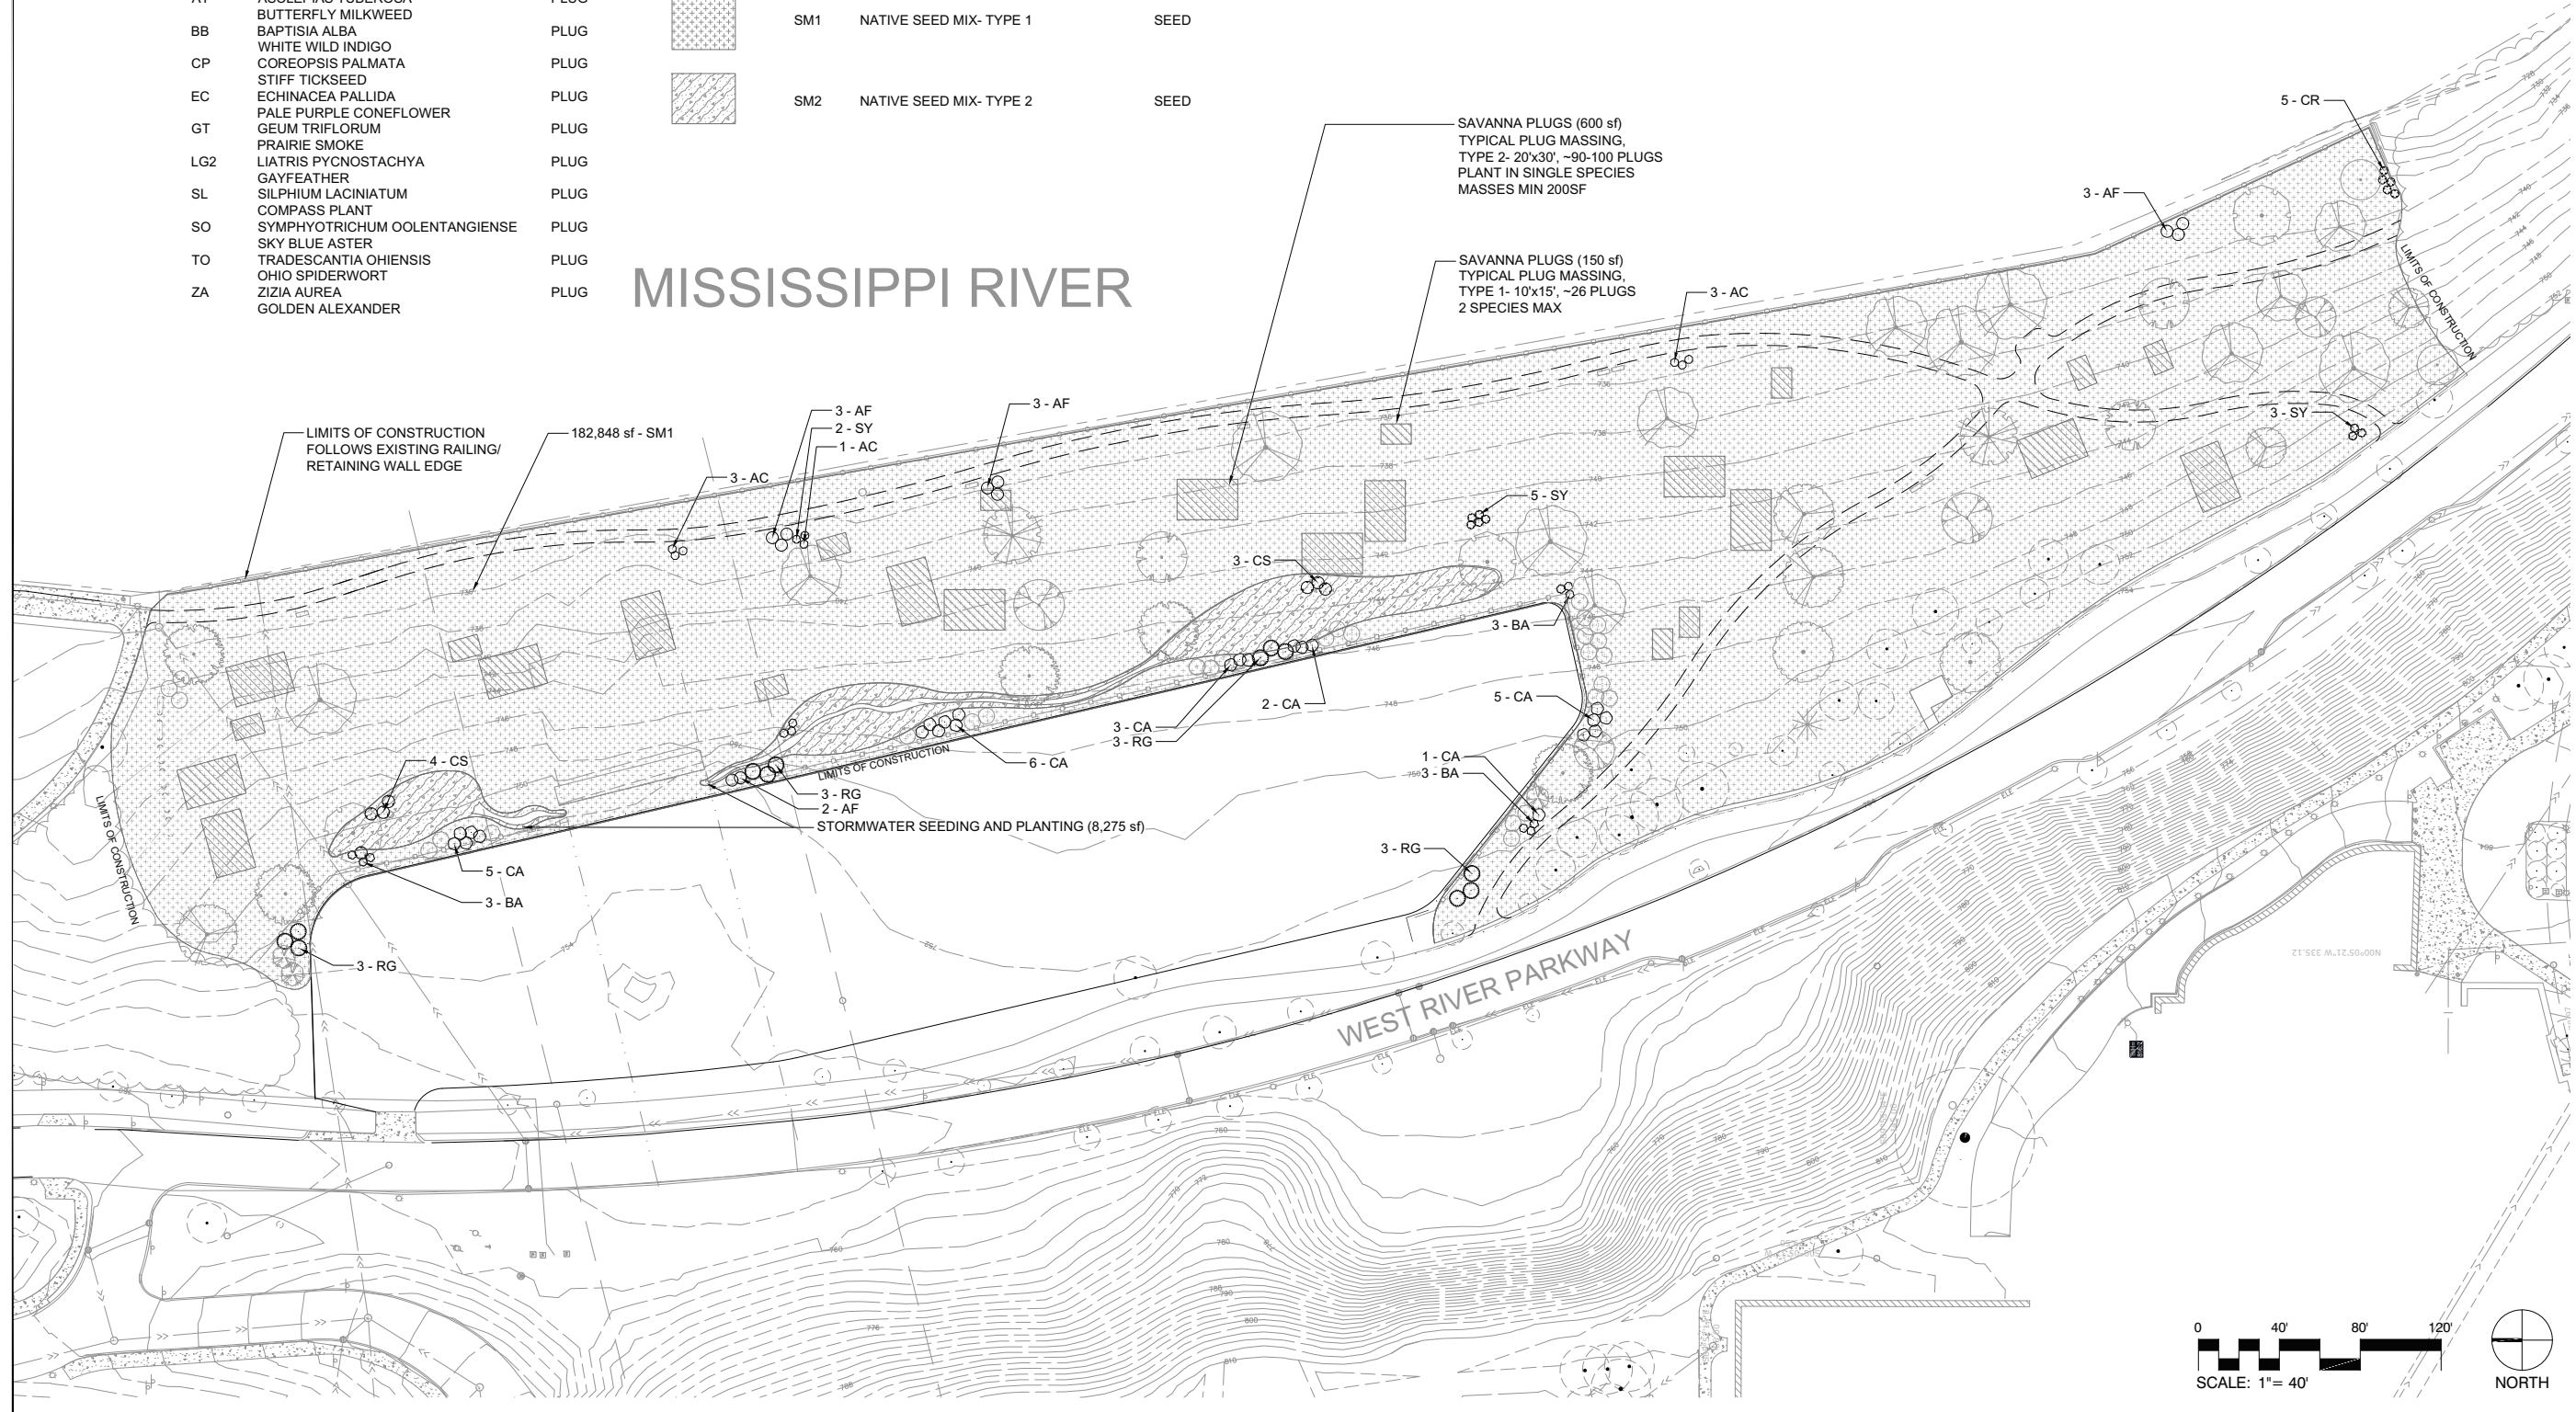 BUTTERFLY MILKWEED
BB BAPTISIA ALBA PLUG
WHITE WILD INDIGO
CP COREOPSIS PALMATA PLUG
STIFF TICKSEED
EC ECHINACEA PALLIDA PLUG
PALE PURPLE CONEFLOWER
GT GEUM TRIFLORUM PLUG
PRAIRIE SMOKE
LG2 LIATRIS PYCNOSTACHYA PLUG
GAYFEATHER
SL SILPHIUM LACINIATUM PLUG
COMPASS PLANT
SO SYMPHYOTRICHUM OOLENTANGIENSE PLUG
SKY BLUE ASTER
TO TRADESCANTIA OHIENSIS PLUG
OHIO SPIDERWORT
ZA ZIZIA AUREA PLUG
GOLDEN ALEXANDER
SM1 NATIVE SEED MIX- TYPE 1 SEED
SM2 NATIVE SEED MIX- TYPE 2 SEED
MISSISSIPPI RIVER
SAVANNA PLUGS (600 sf)
TYPICAL PLUG MASSING,
TYPE 2- 20'x30', ~90-100 PLUGS
PLANT IN SINGLE SPECIES
MASSES MIN 200SF
SAVANNA PLUGS (150 sf)
TYPICAL PLUG MASSING,
TYPE 1- 10'x15', ~26 PLUGS
2 SPECIES MAX
5 - CR
3 - AF
3 - AC
3 - SY
LIMITS OF CONSTRUCTION
LIMITS OF CONSTRUCTION
FOLLOWS EXISTING RAILING/
RETAINING WALL EDGE
182,848 sf - SM1
3 - AF
2 - SY
1 - AC
3 - AF
3 - AC
5 - SY
3 - CS
3 - BA
2 - CA
3 - CA
3 - RG
5 - CA
6 - CA
1 - CA
3 - BA
LIMITS OF CONSTRUCTION
4 - CS
3 - RG
2 - AF
STORMWATER SEEDING AND PLANTING (8,275 sf)
LIMITS OF CONSTRUCTION
5 - CA
3 - BA
3 - RG
3 - RG
WEST RIVER PARKWAY
N00°05'21"W 335.12
0 40' 80' 120'
SCALE: 1"= 40'
NORTH